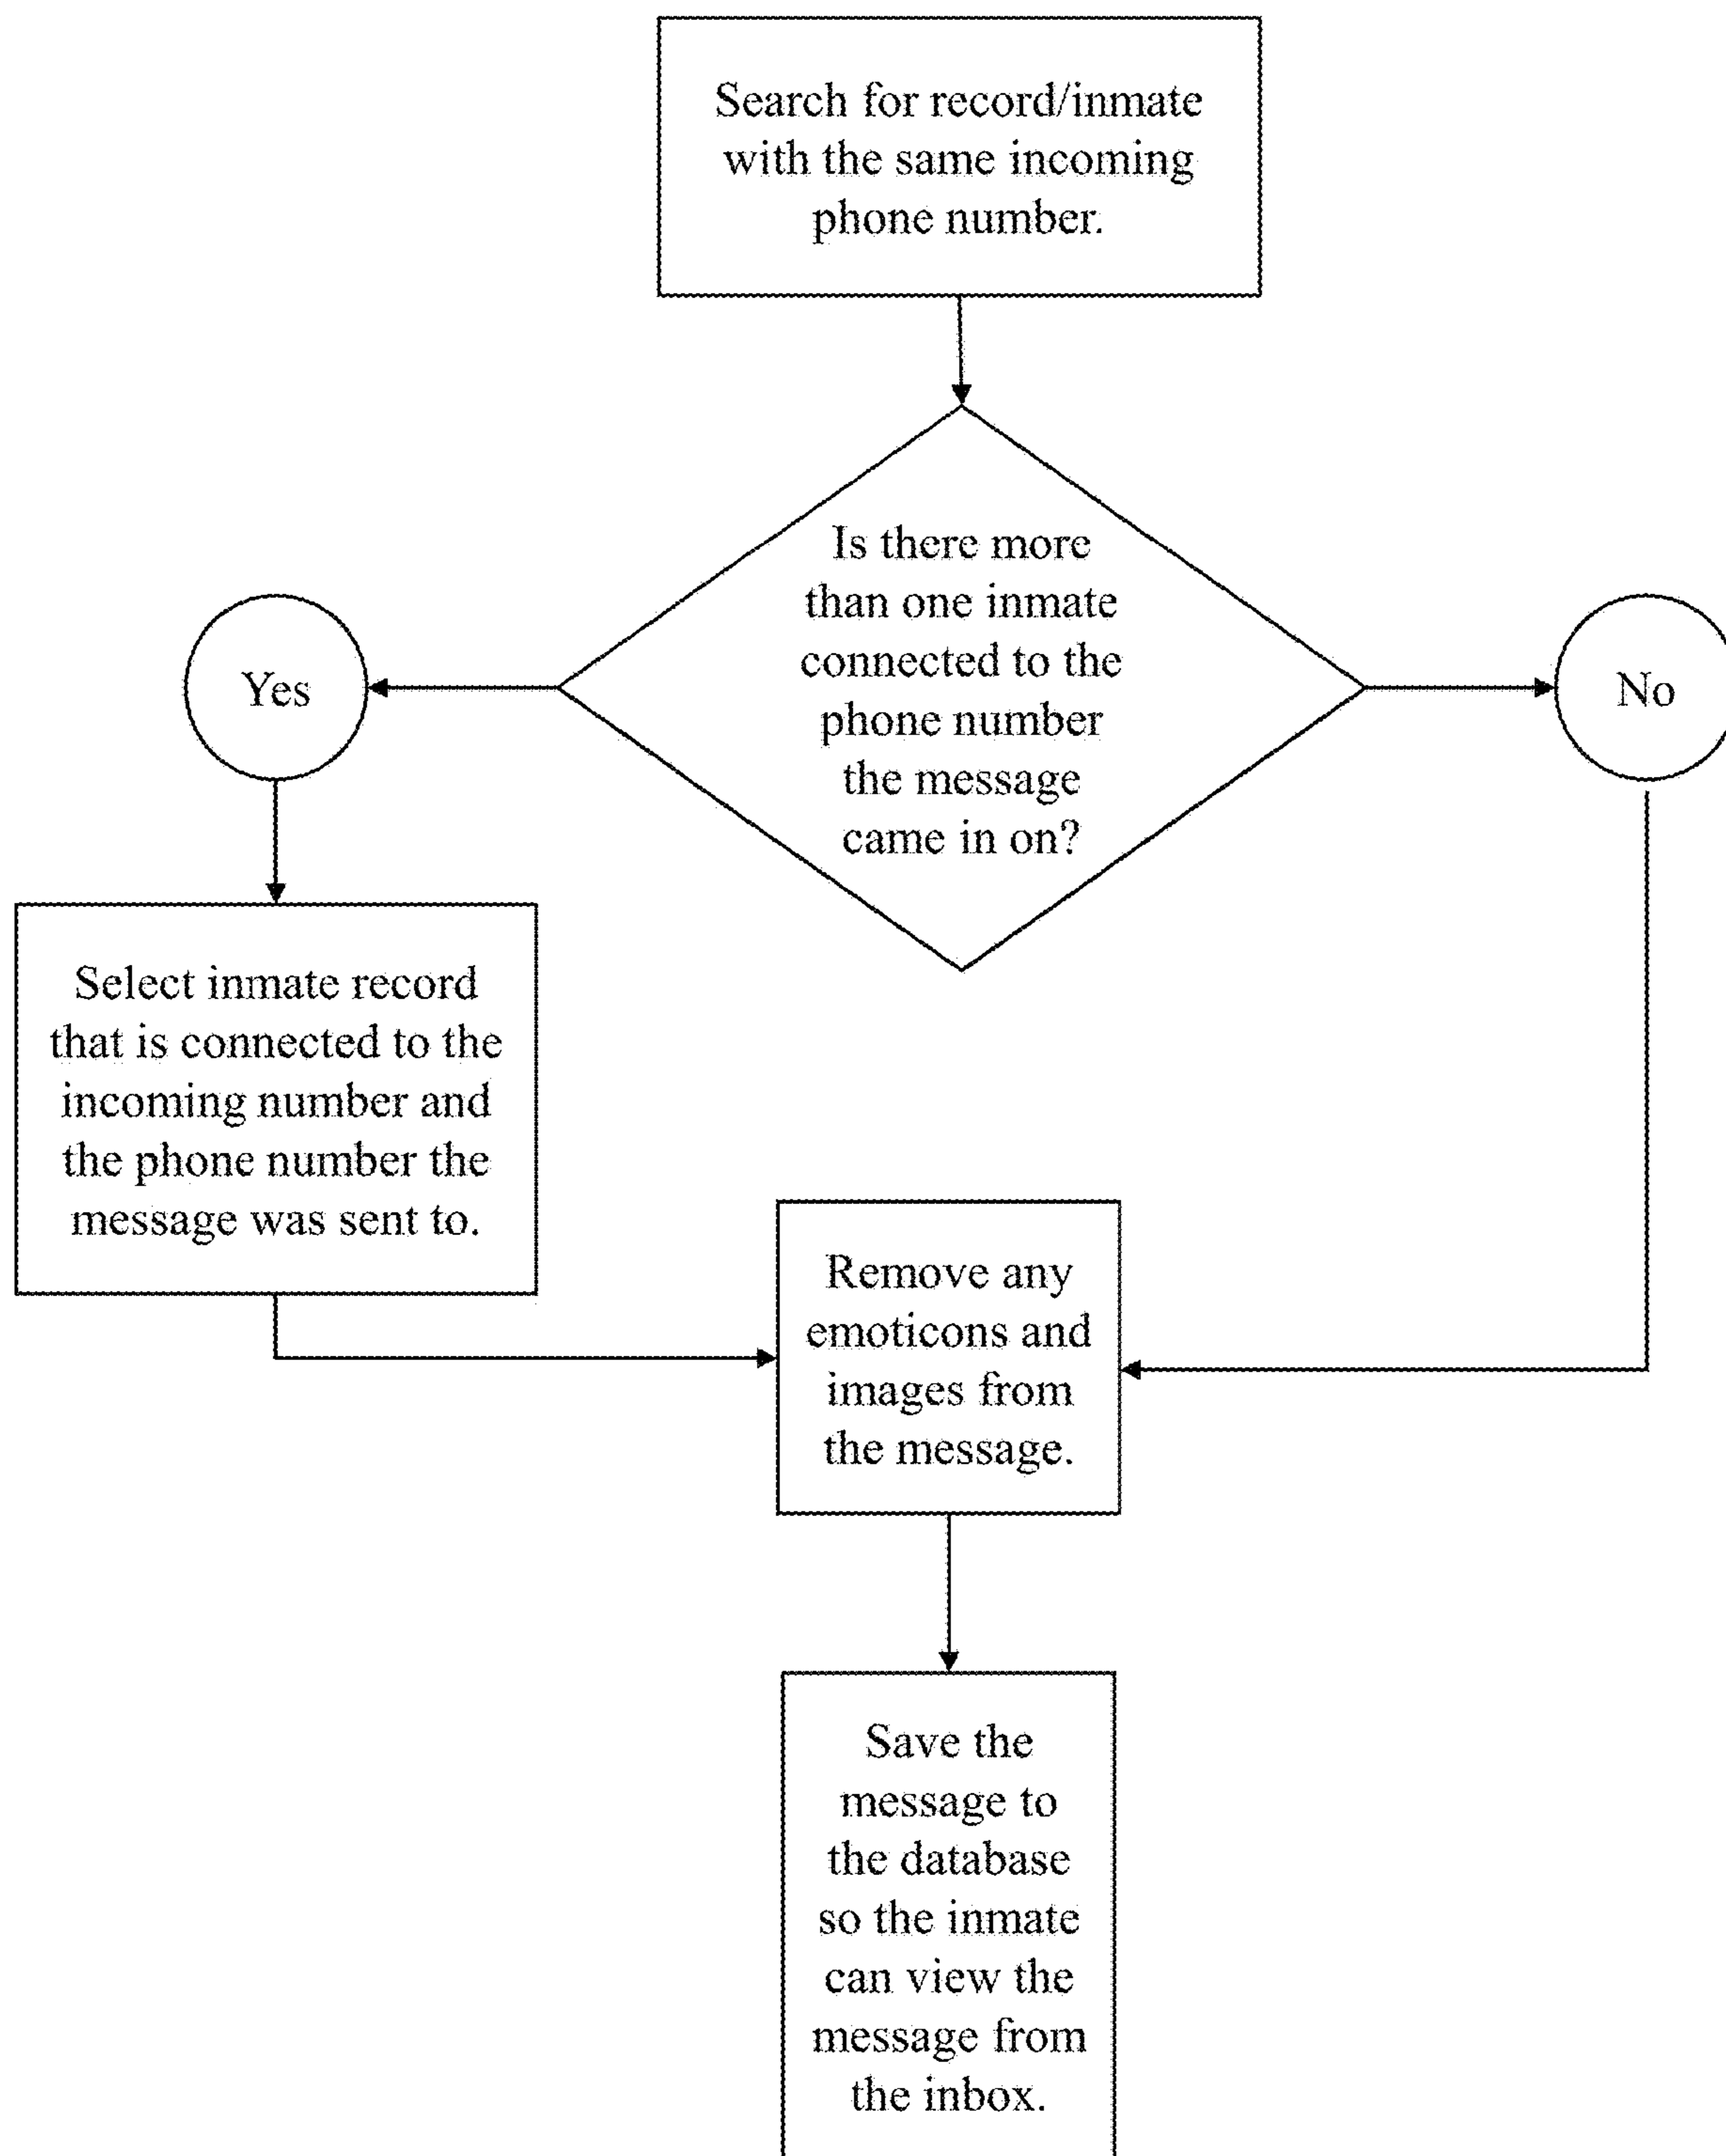 Search for record/inmate
with the same incoming
phone number.
Is there more
than one inmate
connected to the
phone number
the message
came in on?
Yes
No
Select inmate record
that is connected to the
incoming number and
the phone number the
message was sent to.
Remove any
emoticons and
images from
the message.
Save the
message to
the database
so the inmate
can view the
message from
the inbox.